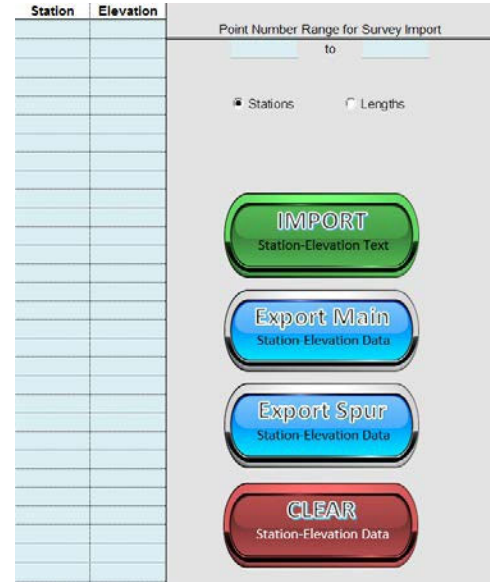 Station Elevation
Point Number Range for Survey Import
to
Stations Lengths
IMPORT
Station-Elevation Text
Export Main
Station-Elevation Data
Export Spur
Station-Elevation Data
CLEAR
Station-Elevation Data